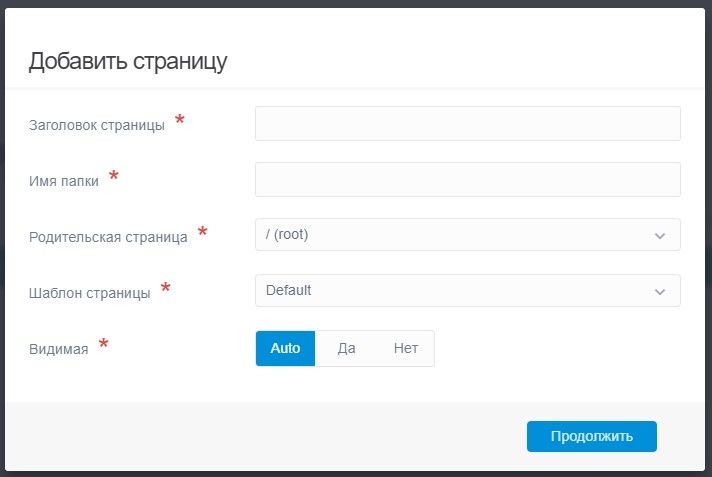 Добавить страницу
Заголовок страницы *
Имя папки *
Родительская страница * / (root)
Шаблон страницы * Default
Видимая * Auto Да Нет
Продолжить